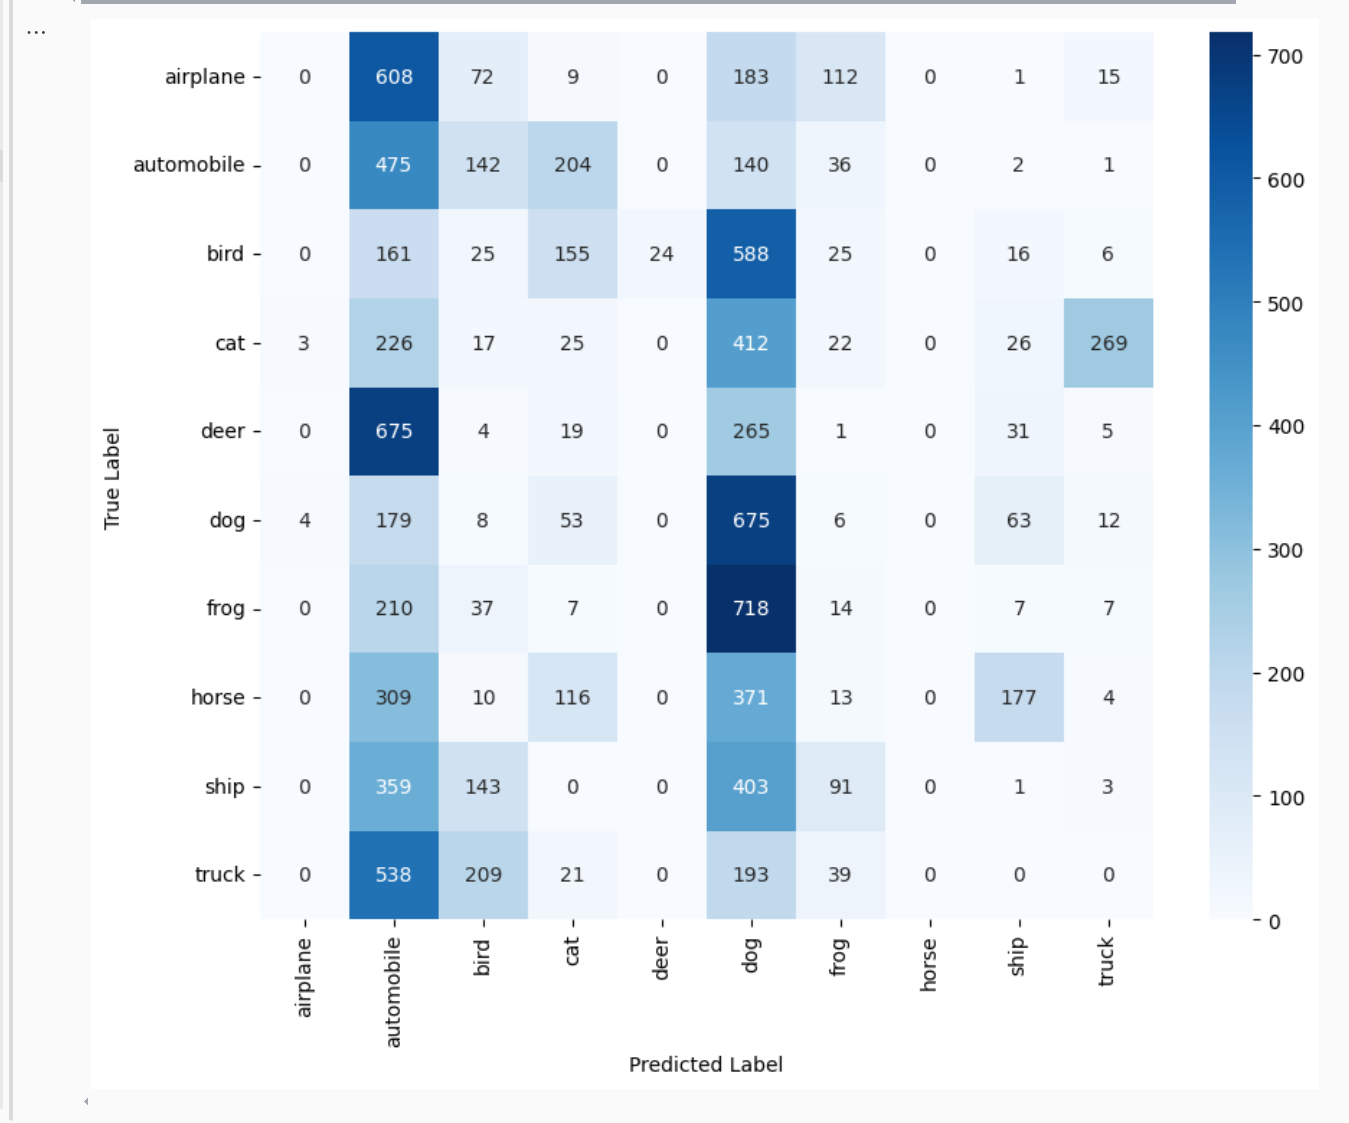 ...
airplane 0 608 72 9 0 183 112 0 1 15
automobile 0 475 142 204 0 140 36 0 2 1
bird 0 161 25 155 24 588 25 0 16 6
cat 3 226 17 25 0 412 22 0 26 269
deer 0 675 4 19 0 265 1 0 31 5
dog 4 179 8 53 0 675 6 0 63 12
frog 0 210 37 7 0 718 14 0 7 7
horse 0 309 10 116 0 371 13 0 177 4
ship 0 359 143 0 0 403 91 0 1 3
truck 0 538 209 21 0 193 39 0 0 0
True Label
airplane automobile bird cat deer dog frog horse ship truck
Predicted Label
700
600
500
400
300
200
100
0